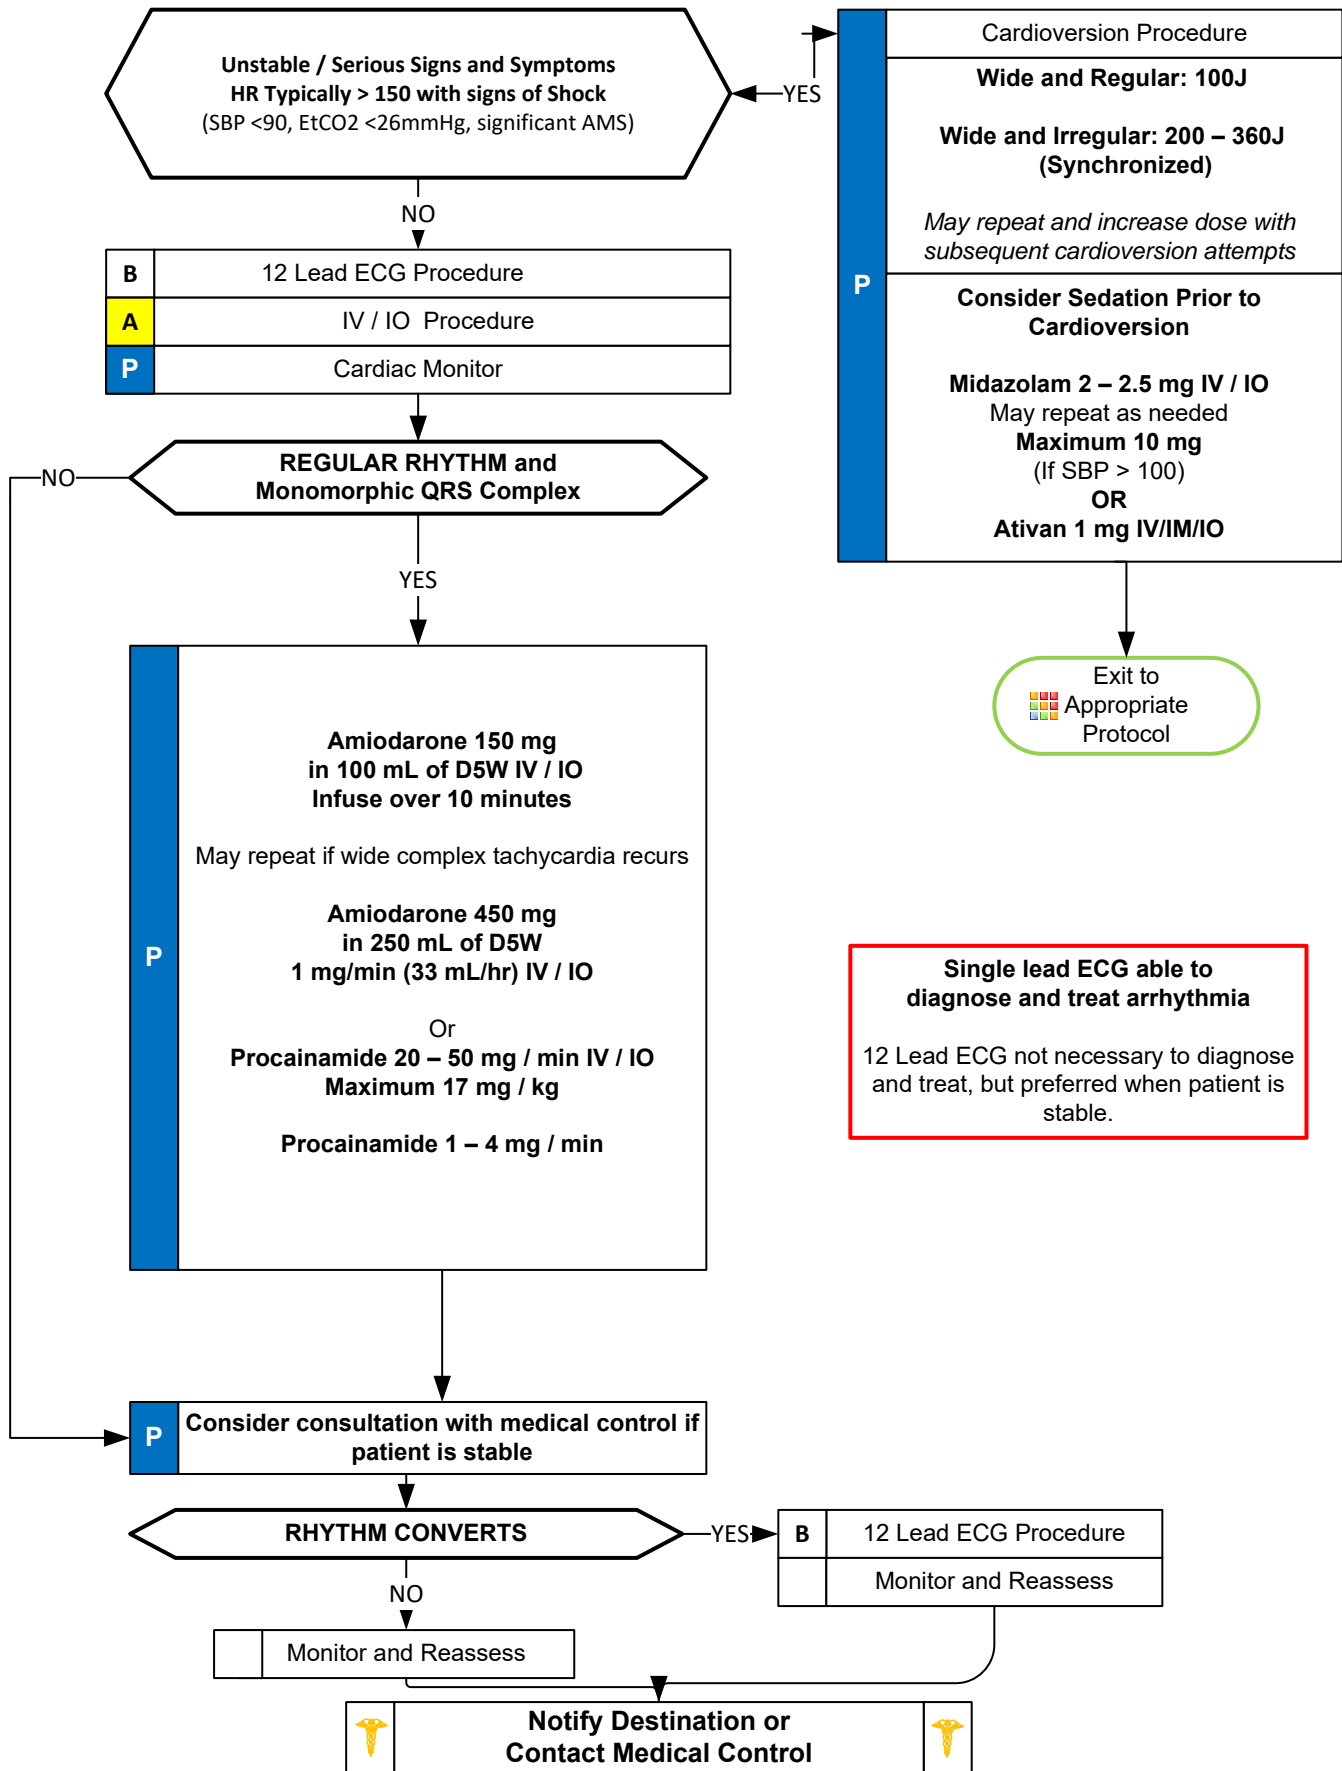 Unstable / Serious Signs and Symptoms
HR Typically > 150 with signs of Shock
(SBP <90, EtCO2 <26mmHg, significant AMS)
YES
NO
P
Cardioversion Procedure
Wide and Regular: 100J
Wide and Irregular: 200 – 360J
(Synchronized)
May repeat and increase dose with
subsequent cardioversion attempts
Consider Sedation Prior to
Cardioversion
Midazolam 2 – 2.5 mg IV / IO
May repeat as needed
Maximum 10 mg
(If SBP > 100)
OR
Ativan 1 mg IV/IM/IO
Exit to
Appropriate
Protocol
B 12 Lead ECG Procedure
A IV / IO Procedure
P Cardiac Monitor
REGULAR RHYTHM and
Monomorphic QRS Complex
NO
YES
P
Amiodarone 150 mg
in 100 mL of D5W IV / IO
Infuse over 10 minutes
May repeat if wide complex tachycardia recurs
Amiodarone 450 mg
in 250 mL of D5W
1 mg/min (33 mL/hr) IV / IO
Or
Procainamide 20 – 50 mg / min IV / IO
Maximum 17 mg / kg
Procainamide 1 – 4 mg / min
Single lead ECG able to
diagnose and treat arrhythmia
12 Lead ECG not necessary to diagnose
and treat, but preferred when patient is
stable.
P
Consider consultation with medical control if
patient is stable
RHYTHM CONVERTS
YES
B 12 Lead ECG Procedure
Monitor and Reassess
NO
Monitor and Reassess
Notify Destination or
Contact Medical Control